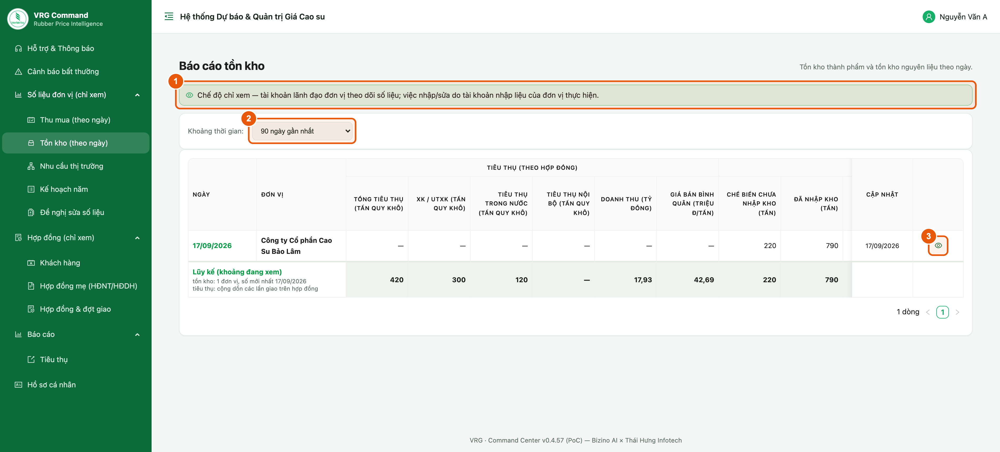 VRG Command
Rubber Price Intelligence
Hỗ trợ & Thông báo
Cảnh báo bất thường
Số liệu đơn vị (chỉ xem)
Thu mua (theo ngày)
Tồn kho (theo ngày)
Nhu cầu thị trường
Kế hoạch năm
Đề nghị sửa số liệu
Hợp đồng (chỉ xem)
Khách hàng
Hợp đồng mẹ (HĐNT/HĐDH)
Hợp đồng & đợt giao
Báo cáo
Tiêu thụ
Hồ sơ cá nhân
Hệ thống Dự báo & Quản trị Giá Cao su
Nguyễn Văn A
Báo cáo tồn kho
Tồn kho thành phẩm và tồn kho nguyên liệu theo ngày.
1
Chế độ chỉ xem — tài khoản lãnh đạo đơn vị theo dõi số liệu; việc nhập/sửa do tài khoản nhập liệu của đơn vị thực hiện.
2
Khoảng thời gian:
90 ngày gần nhất
TIÊU THỤ (THEO HỢP ĐỒNG)
NGÀY
ĐƠN VỊ
TỔNG TIÊU THỤ
(TẤN QUY KHÔ)
XK / UTXK (TẤN
QUY KHÔ)
TIÊU THỤ
TRONG NƯỚC
(TẤN QUY KHÔ)
TIÊU THỤ NỘI
BỘ (TẤN QUY
KHÔ)
DOANH THU (TỶ
ĐỒNG)
GIÁ BÁN BÌNH
QUÂN (TRIỆU
Đ/TẤN)
CHẾ BIẾN CHƯA
NHẬP KHO
(TẤN)
ĐÃ NHẬP KHO
(TẤN)
CẬP NHẬT
17/09/2026
Công ty Cổ phần Cao
Su Bảo Lâm
—
—
—
—
—
—
220
790
17/09/2026
3
Lũy kế (khoảng đang xem)
tồn kho: 1 đơn vị, số mới nhất 17/09/2026
tiêu thụ: cộng dồn các lần giao trên hợp đồng
420
300
120
—
17,93
42,69
220
790
1 dòng
1
VRG · Command Center v0.4.57 (PoC) — Bizino AI × Thái Hưng Infotech